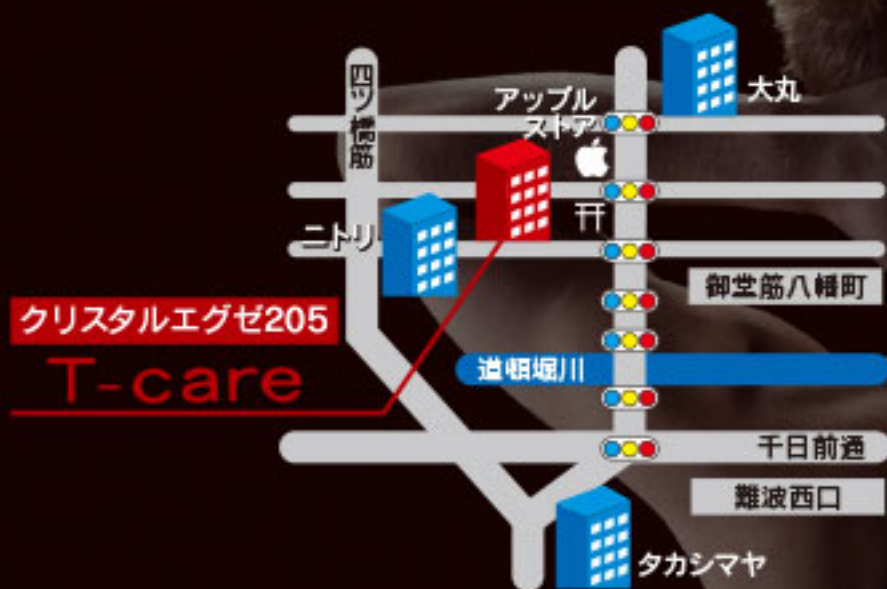 四ツ橋筋
アップル
ストア
大丸
ニトリ
御堂筋八幡町
クリスタルエグゼ205
T-care
道頓堀川
千日前通
難波西口
タカシマヤ